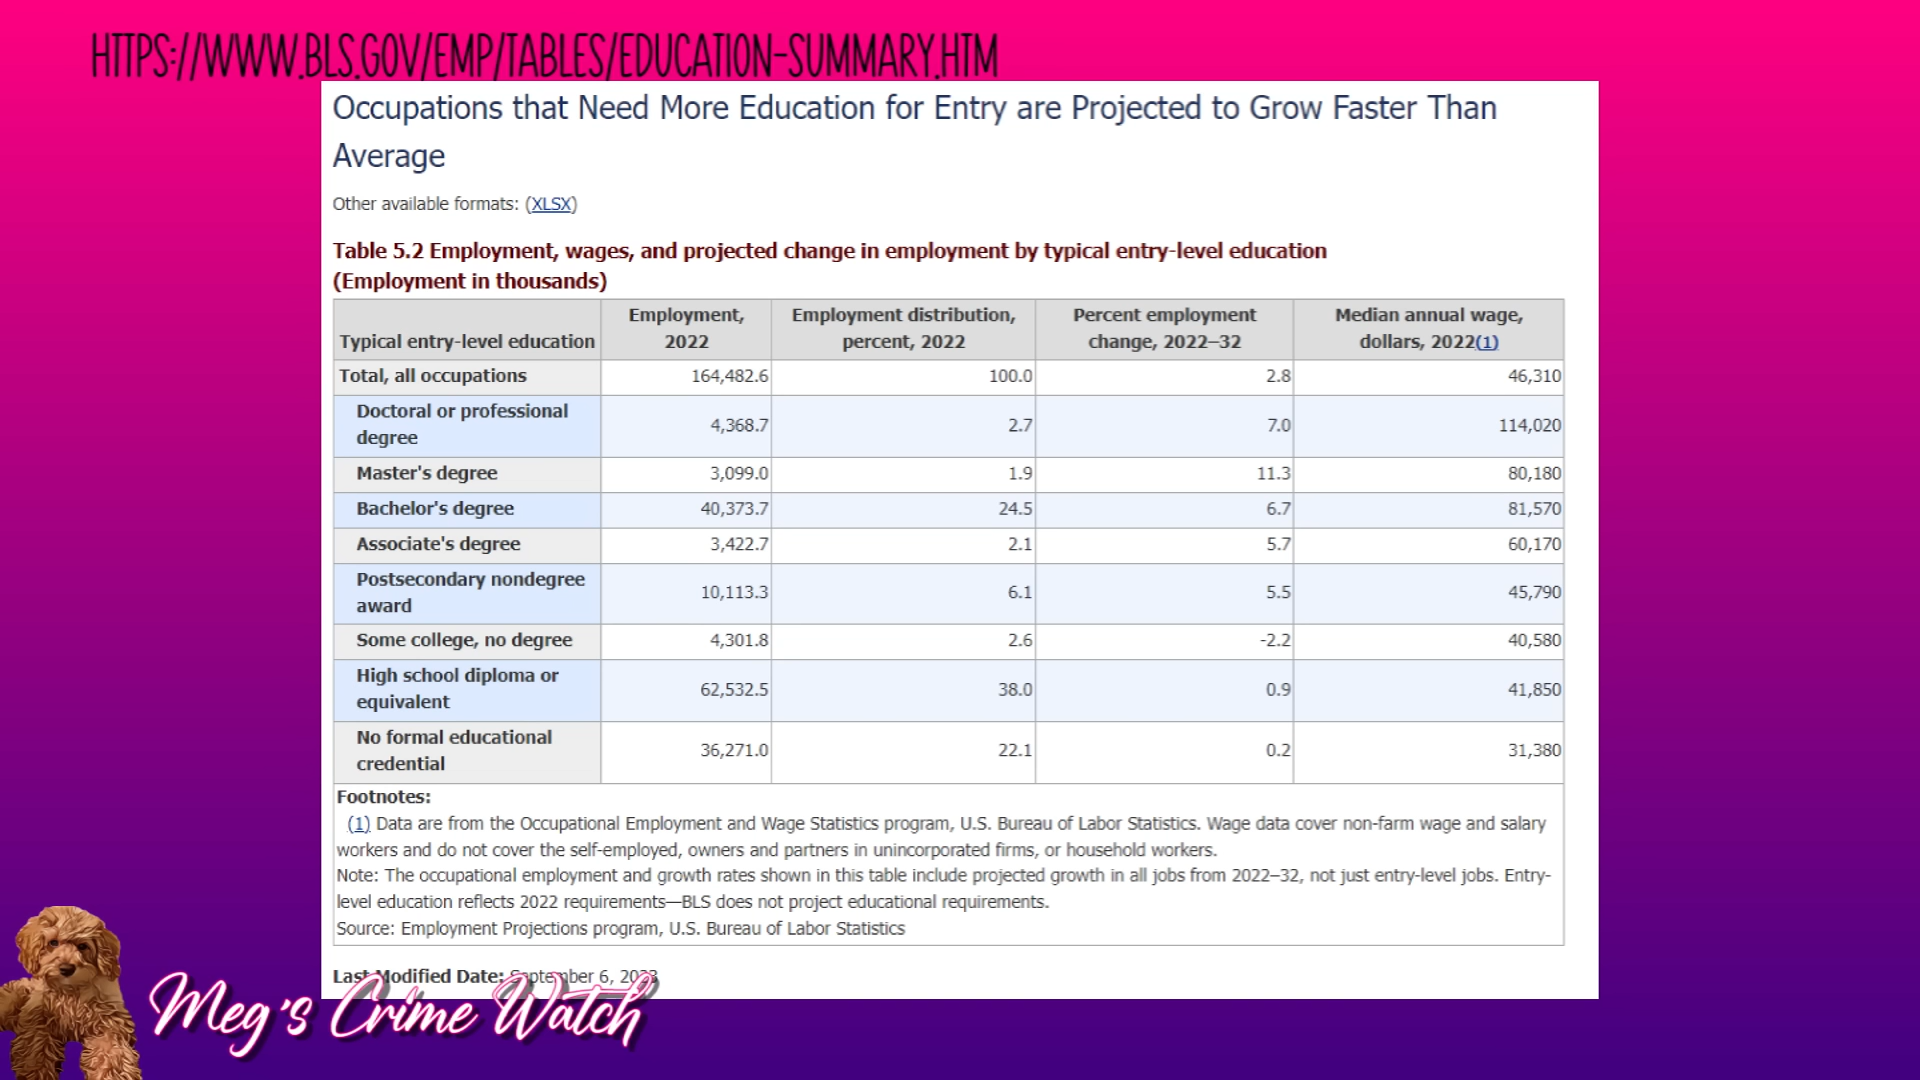 HTTPS://WWW.BLS.GOV/EMP/TABLES/EDUCATION-SUMMARY.HTM
Occupations that Need More Education for Entry are Projected to Grow Faster Than
Average
Other available formats: (XLSX)
Table 5.2 Employment, wages, and projected change in employment by typical entry-level education
(Employment in thousands)
Typical entry-level education | Employment, 2022 | Employment distribution, percent, 2022 | Percent employment change, 2022–32 | Median annual wage, dollars, 2022(1)
Total, all occupations 164,482.6 100.0 2.8 46,310
Doctoral or professional degree 4,368.7 2.7 7.0 114,020
Master's degree 3,099.0 1.9 11.3 80,180
Bachelor's degree 40,373.7 24.5 6.7 81,570
Associate's degree 3,422.7 2.1 5.7 60,170
Postsecondary nondegree award 10,113.3 6.1 5.5 45,790
Some college, no degree 4,301.8 2.6 -2.2 40,580
High school diploma or equivalent 62,532.5 38.0 0.9 41,850
No formal educational credential 36,271.0 22.1 0.2 31,380
Footnotes:
(1) Data are from the Occupational Employment and Wage Statistics program, U.S. Bureau of Labor Statistics. Wage data cover non-farm wage and salary
workers and do not cover the self-employed, owners and partners in unincorporated firms, or household workers.
Note: The occupational employment and growth rates shown in this table include projected growth in all jobs from 2022–32, not just entry-level jobs. Entry-
level education reflects 2022 requirements—BLS does not project educational requirements.
Source: Employment Projections program, U.S. Bureau of Labor Statistics
Last Modified Date: September 6, 2023
Meg's Crime Watch